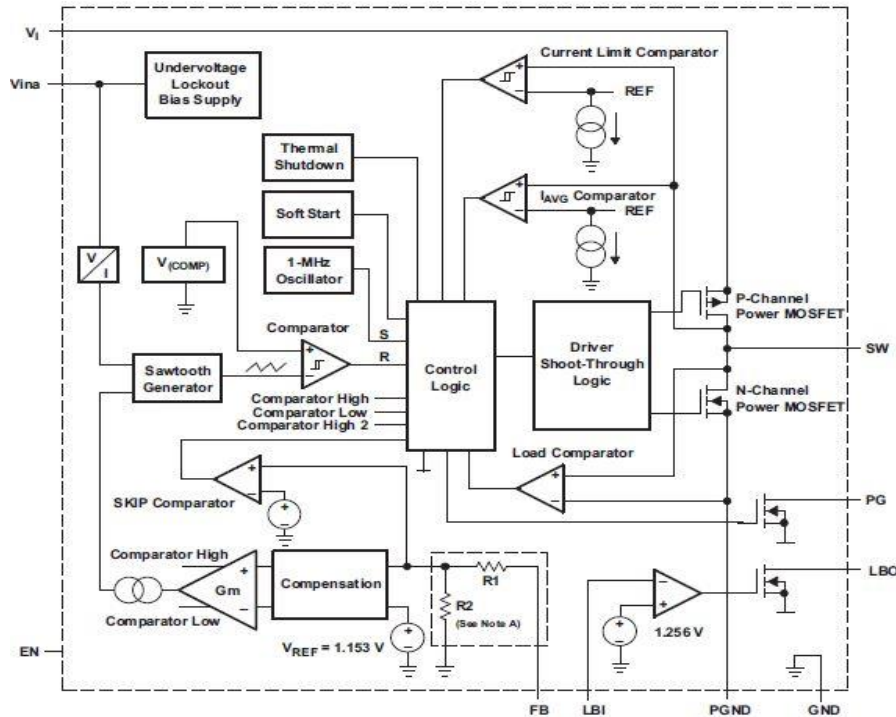 VI
Current Limit Comparator
Vina
Undervoltage
Lockout
Bias Supply
+
−
REF
Thermal
Shutdown
+
−
IAVG Comparator
REF
Soft Start
V
I
V(COMP)
1-MHz
Oscillator
P-Channel
Power MOSFET
Comparator
S
R
+
−
Control
Logic
Driver
Shoot-Through
Logic
SW
Sawtooth
Generator
N-Channel
Power MOSFET
Comparator High
Comparator Low
Comparator High 2
Load Comparator
+
−
+
−
SKIP Comparator
+
−
PG
Comparator High
+
Gm
−
Compensation
R1
R2
(See Note A)
LBO
Comparator Low
VREF = 1.153 V
+
−
−
+
+
−
1.256 V
EN
FB
LBI
PGND
GND